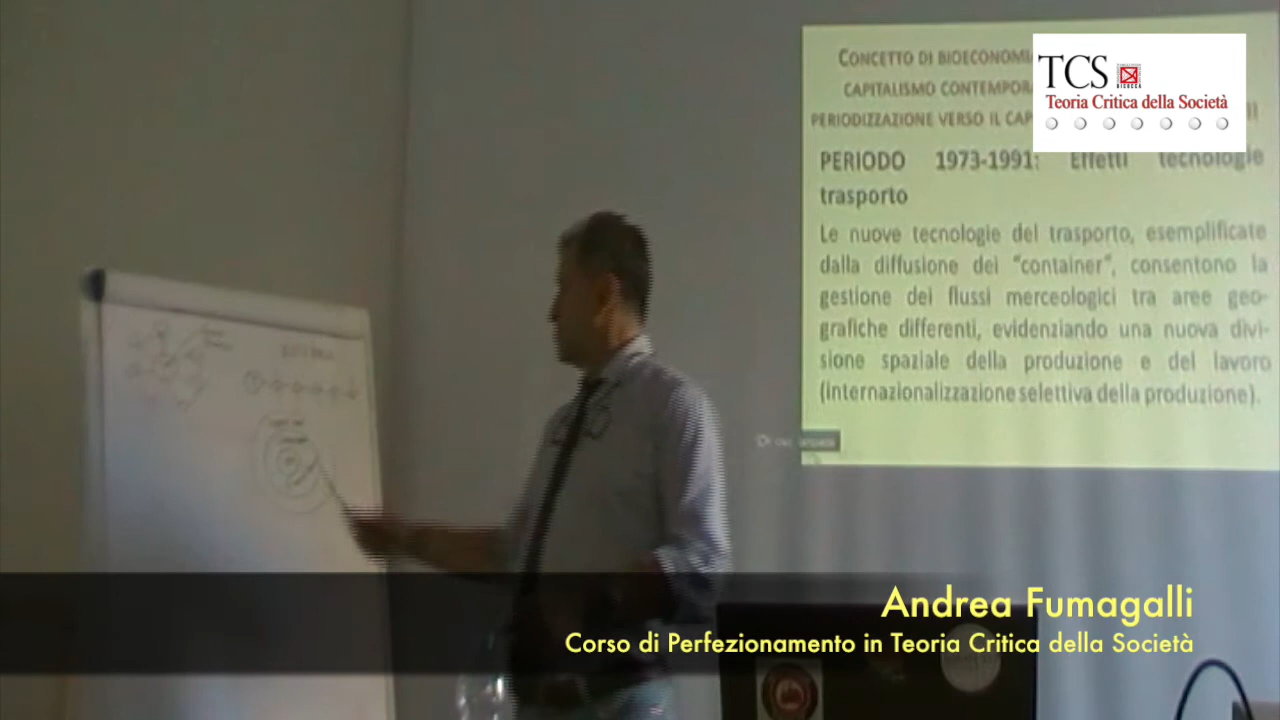 CONCETTO DI BIOECONOMI
CAPITALISMO CONTEMPOR
PERIODIZZAZIONE VERSO IL CAP
TCS
BICOCCA
Teoria Critica della Società
PERIODO 1973-1991: Effetti tecnologie
trasporto
Le nuove tecnologie del trasporto, esemplificate
dalla diffusione dei “container”, consentono la
gestione dei flussi merceologici tra aree geo-
grafiche differenti, evidenziando una nuova divi-
sione spaziale della produzione e del lavoro
(internazionalizzazione selettiva della produzione).
Andrea Fumagalli
Corso di Perfezionamento in Teoria Critica della Società